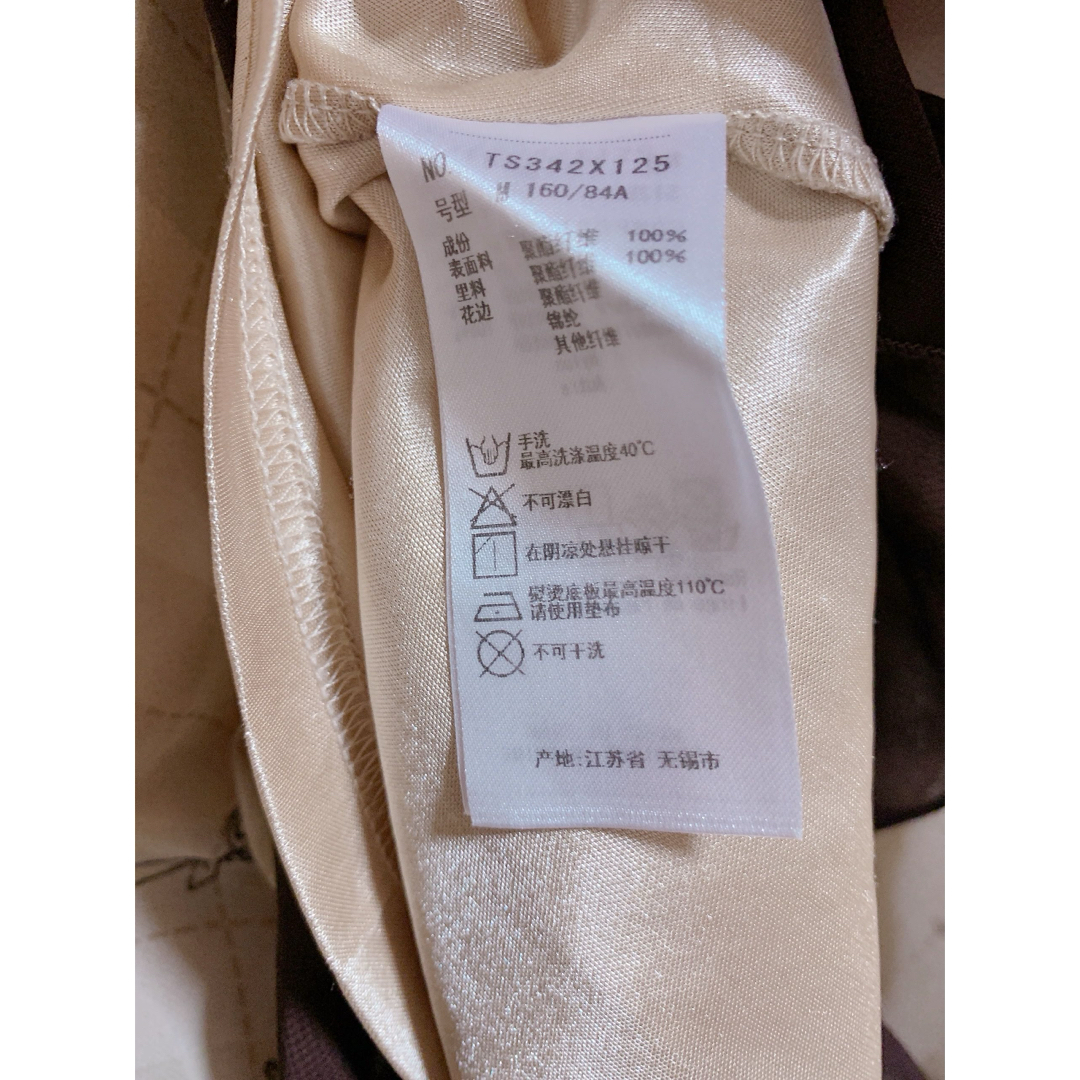 NO TS342X125
号型 M 160/84A
成份
表面料 聚酯纤维 100%
里料 聚酯纤维 100%
花边 聚酯纤维
锦纶
其他纤维
手洗
最高洗涤温度40℃
不可漂白
在阴凉处悬挂晾干
熨烫底板最高温度110℃
请使用垫布
不可干洗
产地:江苏省 无锡市